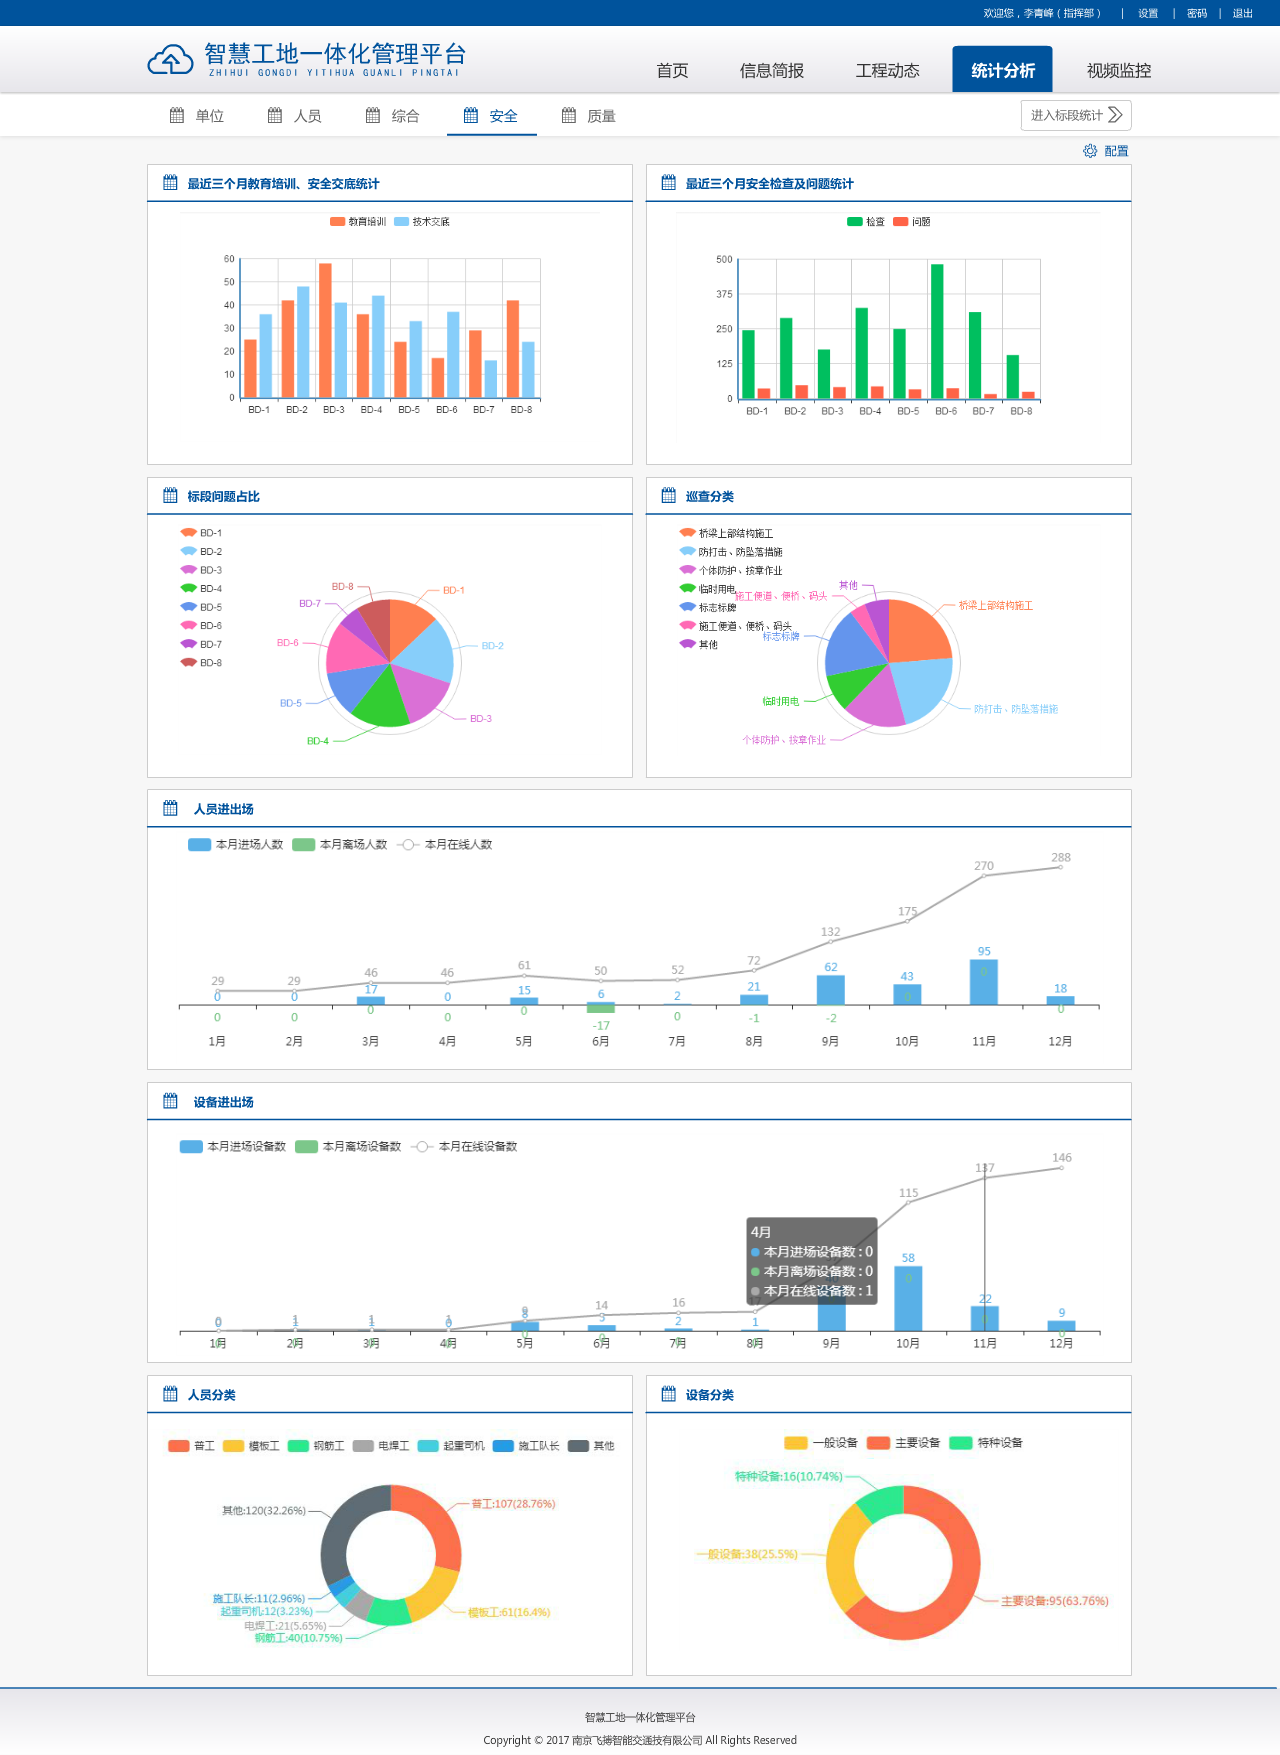 欢迎您，李青峰（指挥部） | 设置 | 密码 | 退出
智慧工地一体化管理平台
ZHIHUI GONGDI YITIHUA GUANLI PINGTAI
首页 信息简报 工程动态 统计分析 视频监控
单位 人员 综合 安全 质量 进入标段统计
配置
最近三个月教育培训、安全交底统计
教育培训 技术交底
60
50
40
30
20
10
0
BD-1 BD-2 BD-3 BD-4 BD-5 BD-6 BD-7 BD-8
最近三个月安全检查及问题统计
检查 问题
500
375
250
125
0
BD-1 BD-2 BD-3 BD-4 BD-5 BD-6 BD-7 BD-8
标段问题占比
BD-1
BD-2
BD-3
BD-4
BD-5
BD-6
BD-7
BD-8
BD-8 BD-1
BD-7
BD-6 BD-2
BD-5
BD-3
BD-4
巡查分类
桥梁上部结构施工
防打击、防坠落措施
个体防护、按章作业
临时用电
标志标牌
施工便道、便桥、码头
其他
其他
施工便道、便桥、码头
桥梁上部结构施工
标志标牌
临时用电
防打击、防坠落措施
个体防护、按章作业
人员进出场
本月进场人数 本月离场人数 本月在线人数
29 29 46 46 61 50 52 72 132 175 270 288
0 0 17 0 15 6 2 21 62 43 95 18
0 0 0 0 0 -17 0 -1 -2 0 0 0
1月 2月 3月 4月 5月 6月 7月 8月 9月 10月 11月 12月
设备进出场
本月进场设备数 本月离场设备数 本月在线设备数
4月
本月进场设备数 : 0
本月离场设备数 : 0
本月在线设备数 : 1
0 1 1 1 9 14 16 17 115 137 146
0 1 1 0 8 5 2 1 58 22 9
0 0 0 0 0 0 0 0 0 0
1月 2月 3月 4月 5月 6月 7月 8月 9月 10月 11月 12月
人员分类
普工 模板工 钢筋工 电焊工 起重司机 施工队长 其他
普工:107(28.76%)
其他:120(32.26%)
施工队长:11(2.96%)
起重司机:12(3.23%)
模板工:61(16.4%)
电焊工:21(5.65%)
钢筋工:40(10.75%)
设备分类
一般设备 主要设备 特种设备
特种设备:16(10.74%)
一般设备:38(25.5%)
主要设备:95(63.76%)
智慧工地一体化管理平台
Copyright © 2017 南京飞搏智能交通技有限公司 All Rights Reserved